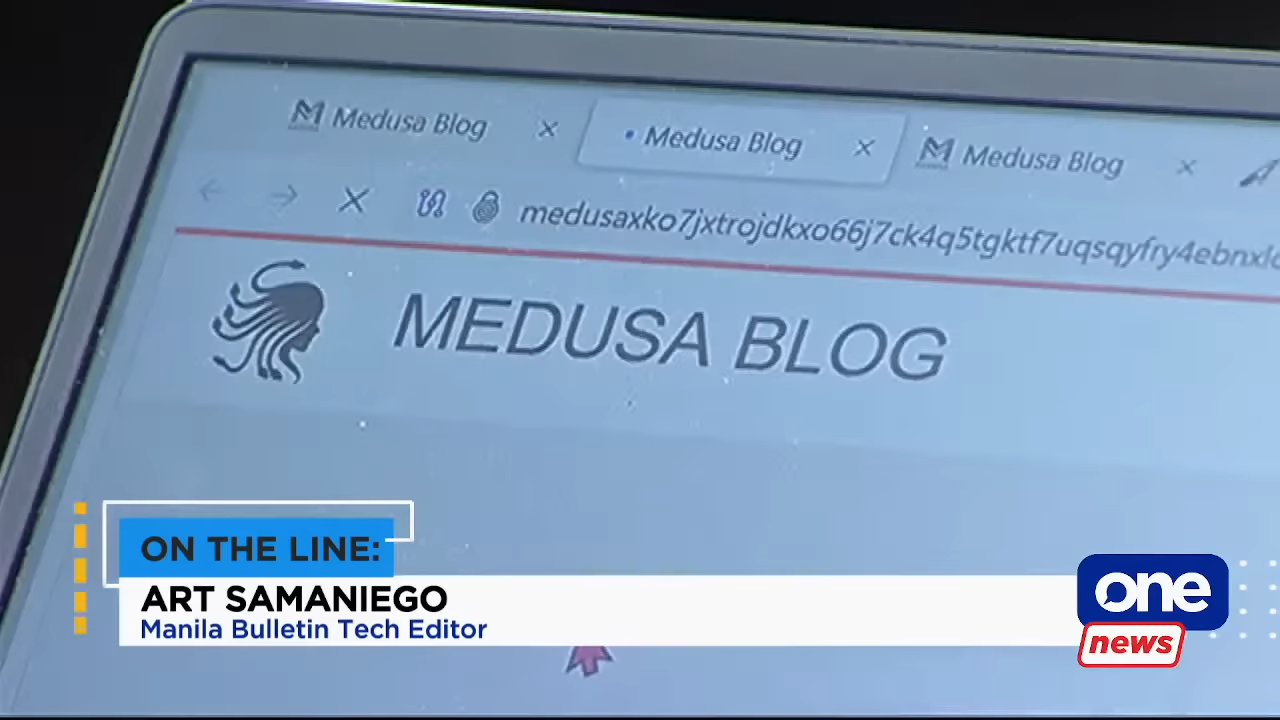 Medusa Blog
Medusa Blog
Medusa Blog
medusaxko7jxtrojdkxo66j7ck4q5tgktf7uqsqyfry4ebnxlc
MEDUSA BLOG
ON THE LINE:
ART SAMANIEGO
Manila Bulletin Tech Editor
one
news